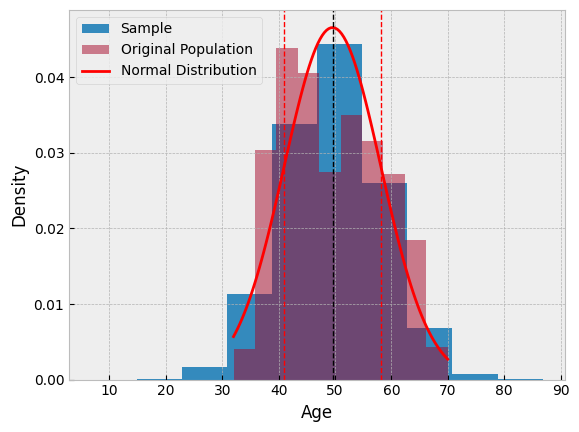 Sample
Original Population
Normal Distribution
Density
0.04
0.03
0.02
0.01
0.00
10 20 30 40 50 60 70 80 90
Age